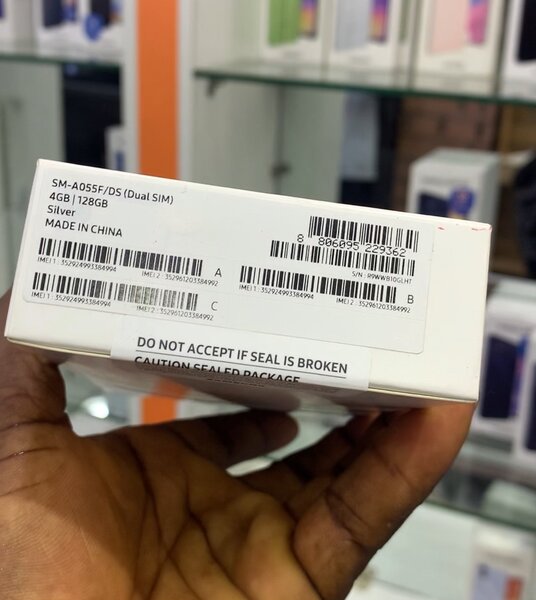 SM-A055F/DS (Dual SIM)
4GB | 128GB
Silver
MADE IN CHINA
8 806095 229362
S/N : R9WWB10GLHT
IMEI 1 : 352924993384994 IMEI 2 : 352961203384992 A
IMEI 1 : 352924993384994 IMEI 2 : 352961203384992 B
IMEI 1 : 352924993384994 IMEI 2 : 352961203384992 C
DO NOT ACCEPT IF SEAL IS BROKEN
CAUTION SEALED PACKAGE